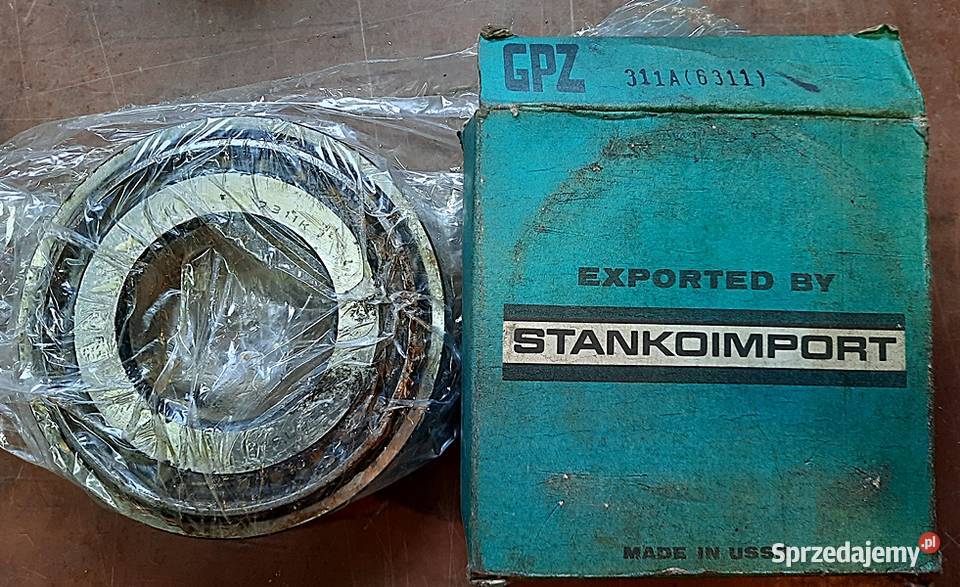 GPZ
311A(6311)
EXPORTED BY
STANKOIMPORT
MADE IN USS
Sprzedajemy.pl